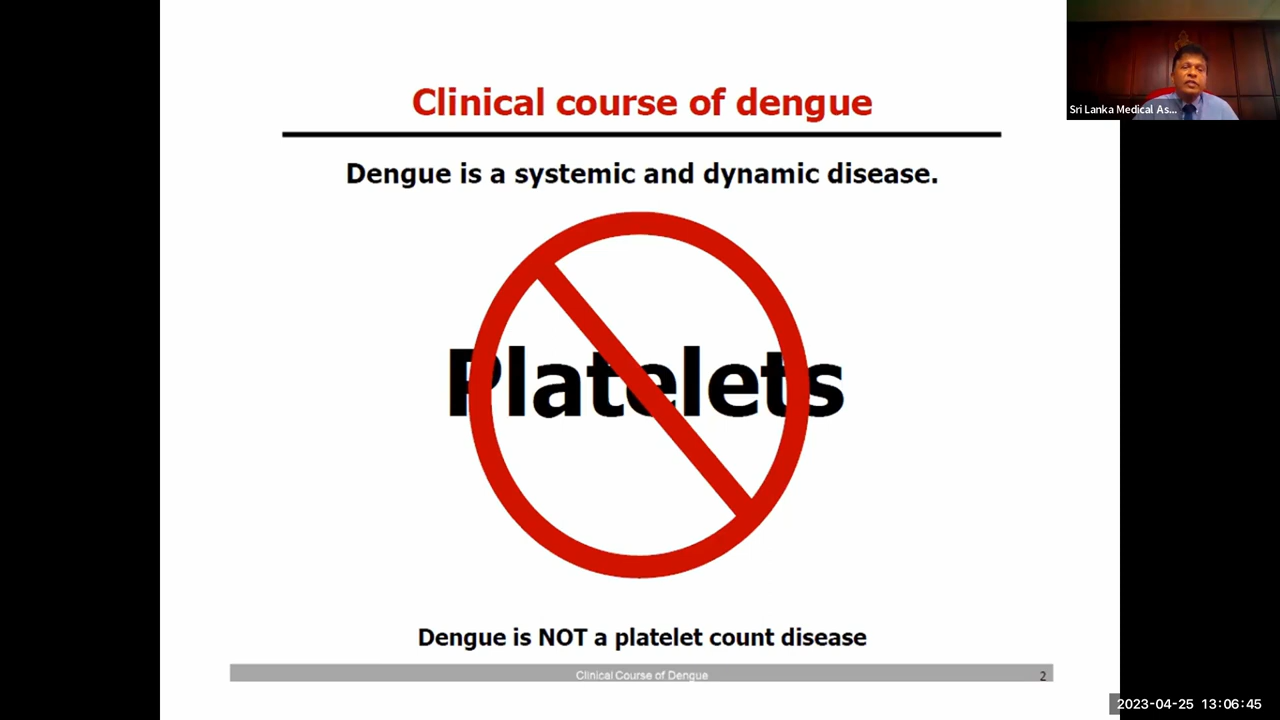 Clinical course of dengue
Sri Lanka Medical As...
Dengue is a systemic and dynamic disease.
Platelets
Dengue is NOT a platelet count disease
Clinical Course of Dengue 2
2023-04-25 13:06:45